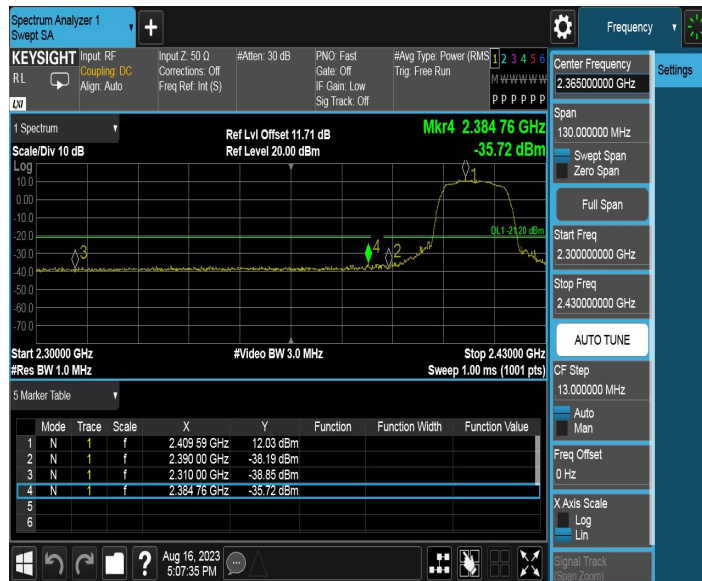 Spectrum Analyzer 1
Swept SA
+
Frequency
KEYSIGHT
RL
LXI
Input: RF
Coupling: DC
Align: Auto
Input Z: 50 Ω
Corrections: Off
Freq Ref: Int (S)
#Atten: 30 dB
PNO: Fast
Gate: Off
IF Gain: Low
Sig Track: Off
#Avg Type: Power (RMS
Trig: Free Run
1 2 3 4 5 6
M W W W W W
P P P P P P
1 Spectrum
Scale/Div 10 dB
Ref Lvl Offset 11.71 dB
Ref Level 20.00 dBm
Mkr4 2.384 76 GHz
-35.72 dBm
Log
10.0
0.00
-10.0
-20.0
-30.0
-40.0
-50.0
-60.0
-70.0
1
DL1 -21.20 dBm
3
4
2
Start 2.30000 GHz
#Video BW 3.0 MHz
Stop 2.43000 GHz
#Res BW 1.0 MHz
Sweep 1.00 ms (1001 pts)
5 Marker Table
Mode Trace Scale X Y Function Function Width Function Value
1 N 1 f 2.409 59 GHz 12.03 dBm
2 N 1 f 2.390 00 GHz -38.19 dBm
3 N 1 f 2.310 00 GHz -38.85 dBm
4 N 1 f 2.384 76 GHz -35.72 dBm
5
6
?
Aug 16, 2023
5:07:35 PM
Center Frequency
2.365000000 GHz
Settings
Span
130.000000 MHz
Swept Span
Zero Span
Full Span
Start Freq
2.300000000 GHz
Stop Freq
2.430000000 GHz
AUTO TUNE
CF Step
13.000000 MHz
Auto
Man
Freq Offset
0 Hz
X Axis Scale
Log
Lin
Signal Track
(Span Zoom)